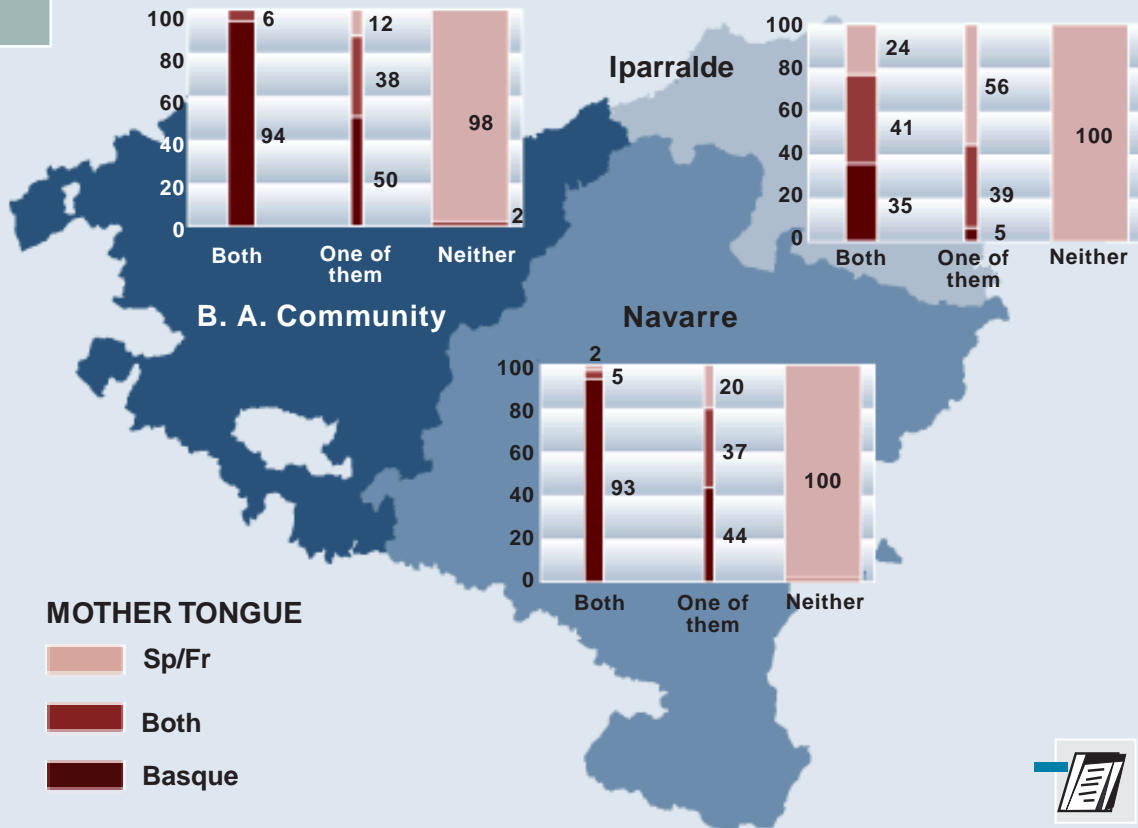 100
80
60
40
20
0
6
94
12
38
50
98
2
Both
One of
them
Neither
B. A. Community
Iparralde
100
80
60
40
20
0
24
41
35
56
39
5
100
Both
One of
them
Neither
Navarre
100
80
60
40
20
0
2
5
93
20
37
44
100
Both
One of
them
Neither
MOTHER TONGUE
Sp/Fr
Both
Basque